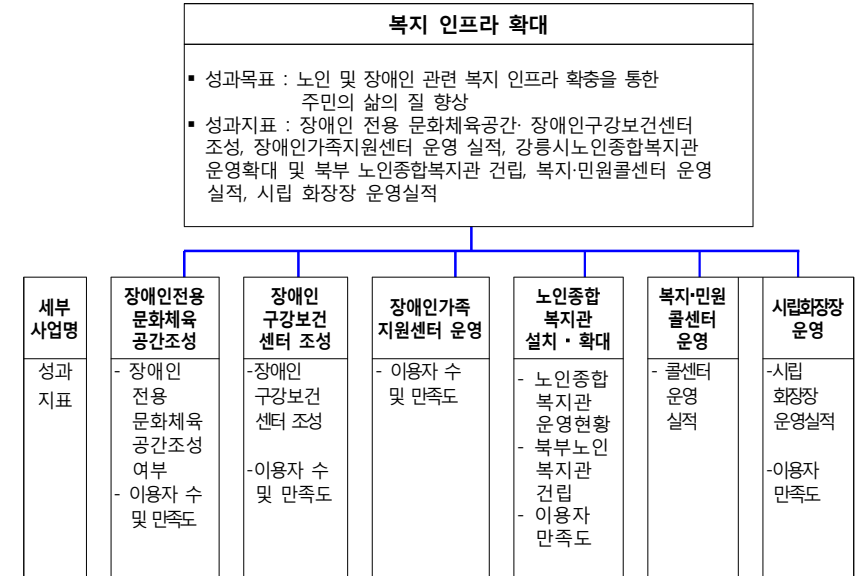 복지 인프라 확대
▪ 성과목표 : 노인 및 장애인 관련 복지 인프라 확충을 통한
주민의 삶의 질 향상
▪ 성과지표 : 장애인 전용 문화체육공간· 장애인구강보건센터
조성, 장애인가족지원센터 운영 실적, 강릉시노인종합복지관
운영확대 및 북부 노인종합복지관 건립, 복지·민원콜센터 운영
실적, 시립 화장장 운영실적
세부
사업명
성과
지표
장애인전용
문화체육
공간조성
- 장애인
전용
문화체육
공간조성
여부
- 이용자 수
및 만족도
장애인
구강보건
센터 조성
-장애인
구강보건
센터 조성
-이용자 수
및 만족도
장애인가족
지원센터 운영
- 이용자 수
및 만족도
노인종합
복지관
설치・확대
- 노인종합
복지관
운영현황
- 북부노인
복지관
건립
- 이용자
만족도
복지·민원
콜센터
운영
- 콜센터
운영
실적
시립화장장
운영
-시립
화장장
운영실적
-이용자
만족도